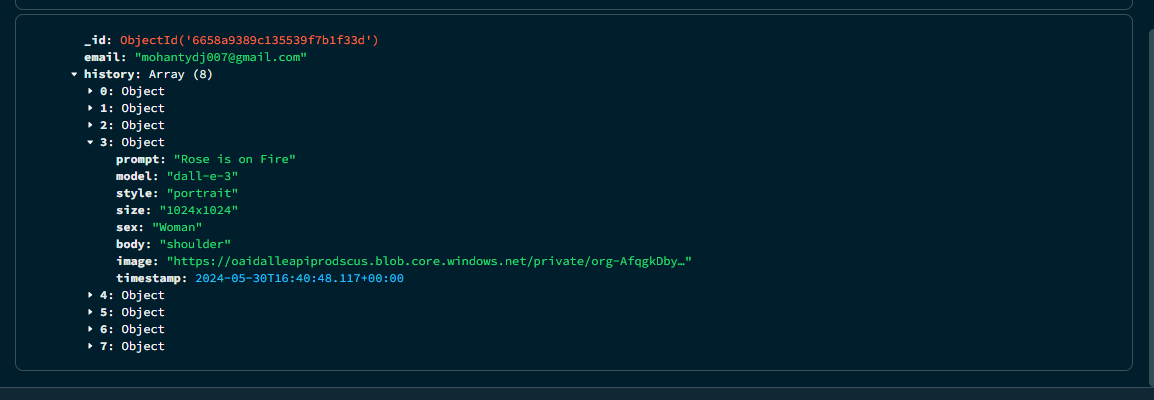 _id: ObjectId('6658a9389c135539f7b1f33d')
email: "mohantydj007@gmail.com"
history: Array (8)
0: Object
1: Object
2: Object
3: Object
prompt: "Rose is on Fire"
model: "dall-e-3"
style: "portrait"
size: "1024x1024"
sex: "Woman"
body: "shoulder"
image: "https://oaidalleapiprodscus.blob.core.windows.net/private/org-AfqgkDby…"
timestamp: 2024-05-30T16:40:48.117+00:00
4: Object
5: Object
6: Object
7: Object